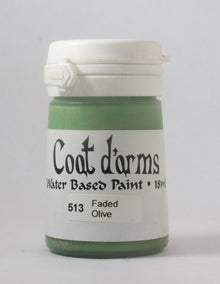 Coat d'arms
Water Based Paint • 18ml
513 Faded
Olive